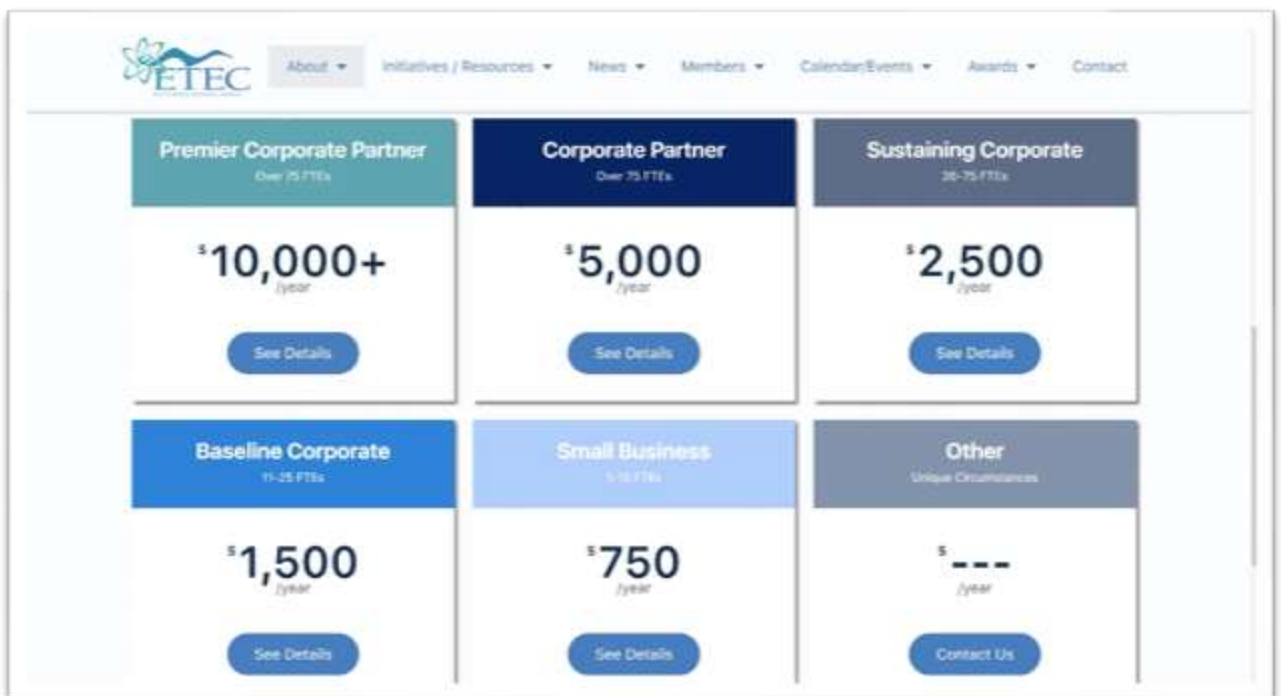 ETEC
About Initiatives / Resources News Members Calendar/Events Awards Contact
Premier Corporate Partner
Over 75 FTEs
$10,000+
/year
See Details
Corporate Partner
Over 75 FTEs
$5,000
/year
See Details
Sustaining Corporate
26-75 FTEs
$2,500
/year
See Details
Baseline Corporate
11-25 FTEs
$1,500
/year
See Details
Small Business
FTEs
$750
/year
See Details
Other
Unique Circumstances
$---
/year
Contact Us